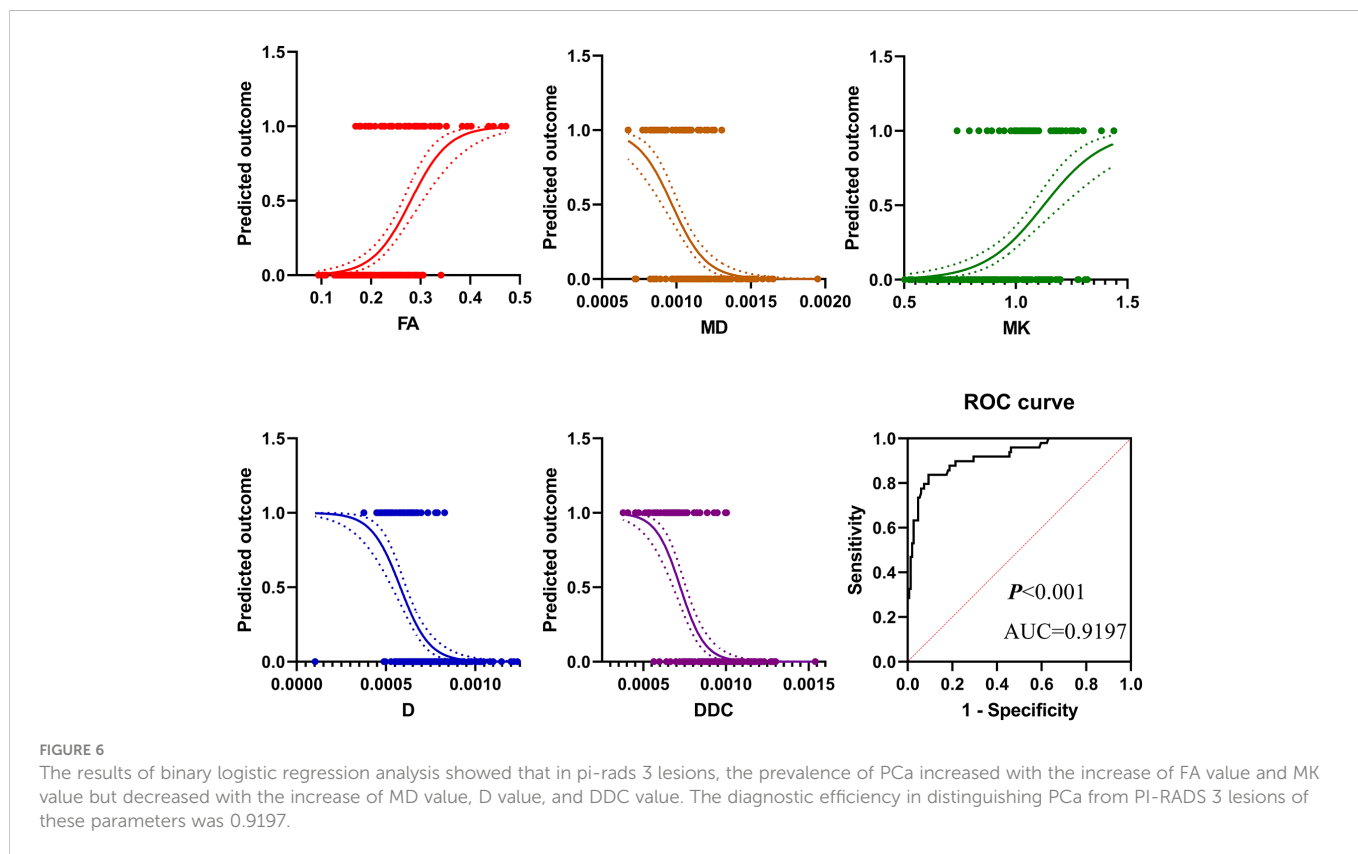 1.5
1.0
0.5
0.0
Predicted outcome
0.1 0.2 0.3 0.4 0.5
FA
1.5
1.0
0.5
0.0
Predicted outcome
0.0005 0.0010 0.0015 0.0020
MD
1.5
1.0
0.5
0.0
Predicted outcome
0.5 1.0 1.5
MK
1.5
1.0
0.5
0.0
Predicted outcome
0.0000 0.0005 0.0010
D
1.5
1.0
0.5
0.0
Predicted outcome
0.0005 0.0010 0.0015
DDC
ROC curve
1.0
0.8
0.6
0.4
0.2
0.0
Sensitivity
P<0.001
AUC=0.9197
0.0 0.2 0.4 0.6 0.8 1.0
1 - Specificity
FIGURE 6
The results of binary logistic regression analysis showed that in pi-rads 3 lesions, the prevalence of PCa increased with the increase of FA value and MK
value but decreased with the increase of MD value, D value, and DDC value. The diagnostic efficiency in distinguishing PCa from PI-RADS 3 lesions of
these parameters was 0.9197.